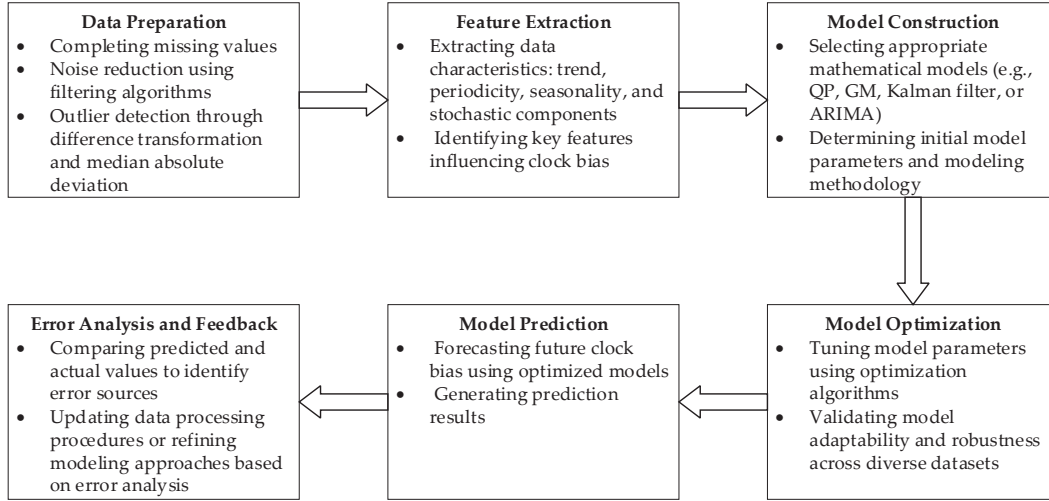 Data Preparation
• Completing missing values
• Noise reduction using
filtering algorithms
• Outlier detection through
difference transformation
and median absolute
deviation
Feature Extraction
• Extracting data
characteristics: trend,
periodicity, seasonality, and
stochastic components
• Identifying key features
influencing clock bias
Model Construction
• Selecting appropriate
mathematical models (e.g.,
QP, GM, Kalman filter, or
ARIMA)
• Determining initial model
parameters and modeling
methodology
Model Optimization
• Tuning model parameters
using optimization
algorithms
• Validating model
adaptability and robustness
across diverse datasets
Model Prediction
• Forecasting future clock
bias using optimized models
• Generating prediction
results
Error Analysis and Feedback
• Comparing predicted and
actual values to identify
error sources
• Updating data processing
procedures or refining
modeling approaches based
on error analysis